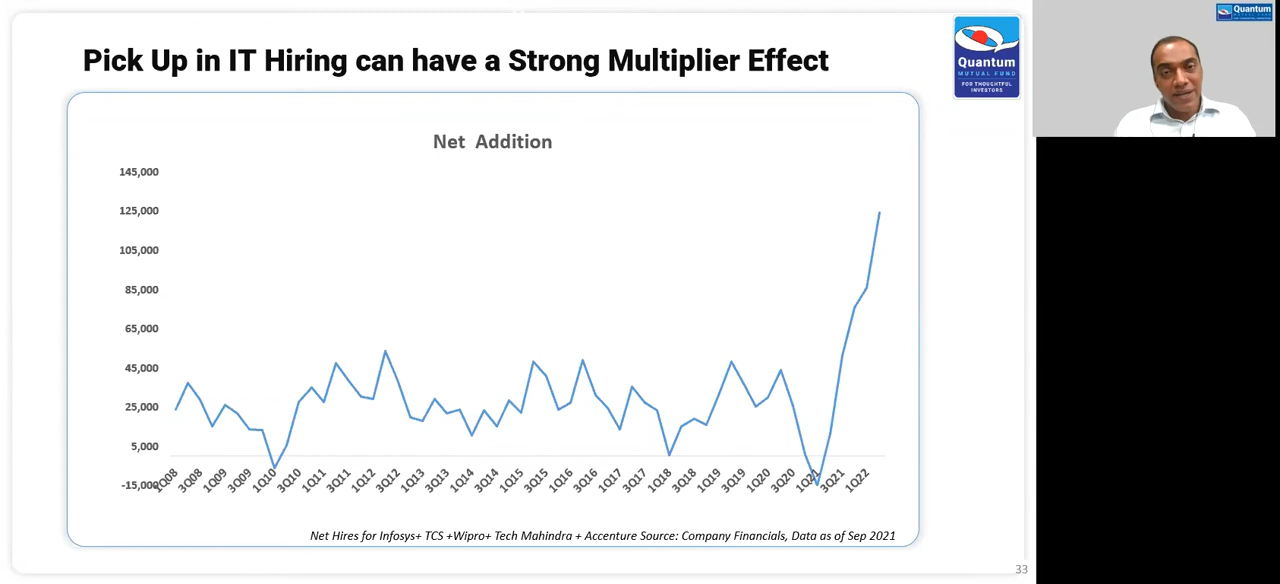 Pick Up in IT Hiring can have a Strong Multiplier Effect
Quantum
MUTUAL FUND
FOR THOUGHTFUL
INVESTORS
Quantum
Net Addition
145,000
125,000
105,000
85,000
65,000
45,000
25,000
5,000
-15,000
1Q08 3Q08 1Q09 3Q09 1Q10 3Q10 1Q11 3Q11 1Q12 3Q12 1Q13 3Q13 1Q14 3Q14 1Q15 3Q15 1Q16 3Q16 1Q17 3Q17 1Q18 3Q18 1Q19 3Q19 1Q20 3Q20 1Q21 3Q21 1Q22
Net Hires for Infosys+ TCS +Wipro+ Tech Mahindra + Accenture Source: Company Financials, Data as of Sep 2021
33